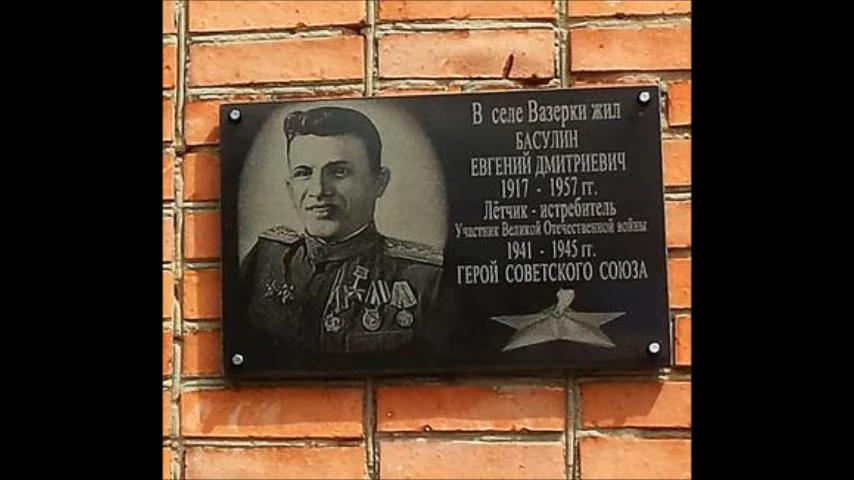 В селе Вазерки жил
БАСУЛИН
ЕВГЕНИЙ ДМИТРИЕВИЧ
1917 - 1957 гг.
Лётчик - истребитель
Участник Великой Отечественной войны
1941 - 1945 гг.
ГЕРОЙ СОВЕТСКОГО СОЮЗА